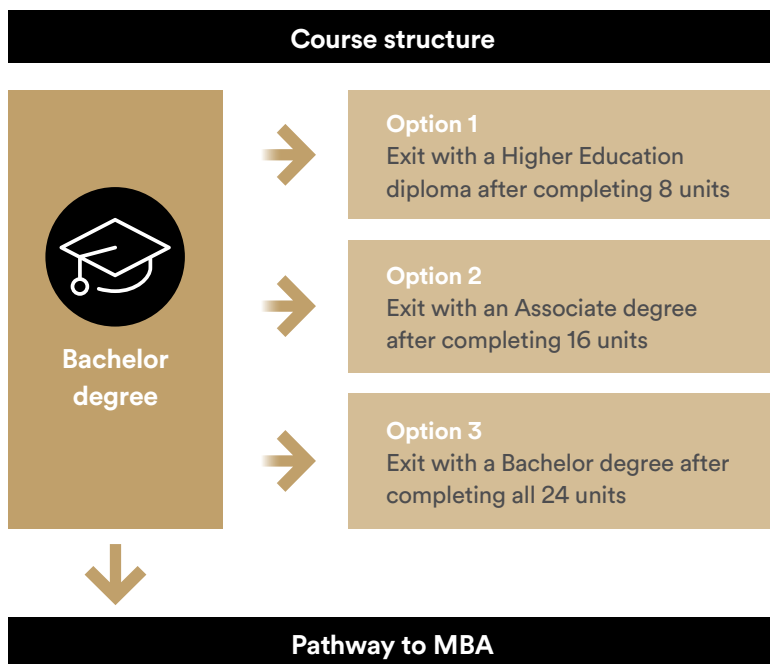 Course structure
Bachelor
degree
Option 1
Exit with a Higher Education
diploma after completing 8 units
Option 2
Exit with an Associate degree
after completing 16 units
Option 3
Exit with a Bachelor degree after
completing all 24 units
Pathway to MBA